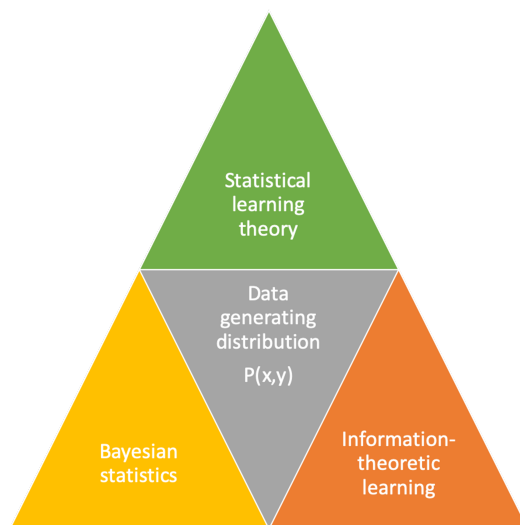 Statistical
learning
theory
Data
generating
distribution
P(x,y)
Bayesian
statistics
Information-
theoretic
learning